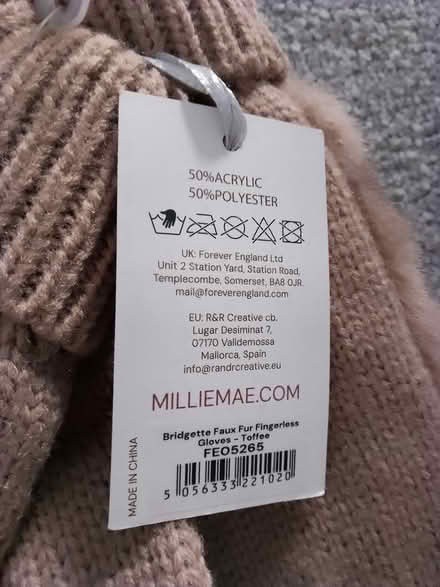 50%ACRYLIC
50%POLYESTER
UK: Forever England Ltd
Unit 2 Station Yard, Station Road,
Templecombe, Somerset, BA8 0JR.
mail@foreverengland.com
EU: R&R Creative cb.
Lugar Desiminat 7,
07170 Valldemossa
Mallorca, Spain
info@randrcreative.eu
MILLIEMAE.COM
Bridgette Faux Fur Fingerless
Gloves - Toffee
FEO5265
5 056333 221020
MADE IN CHINA